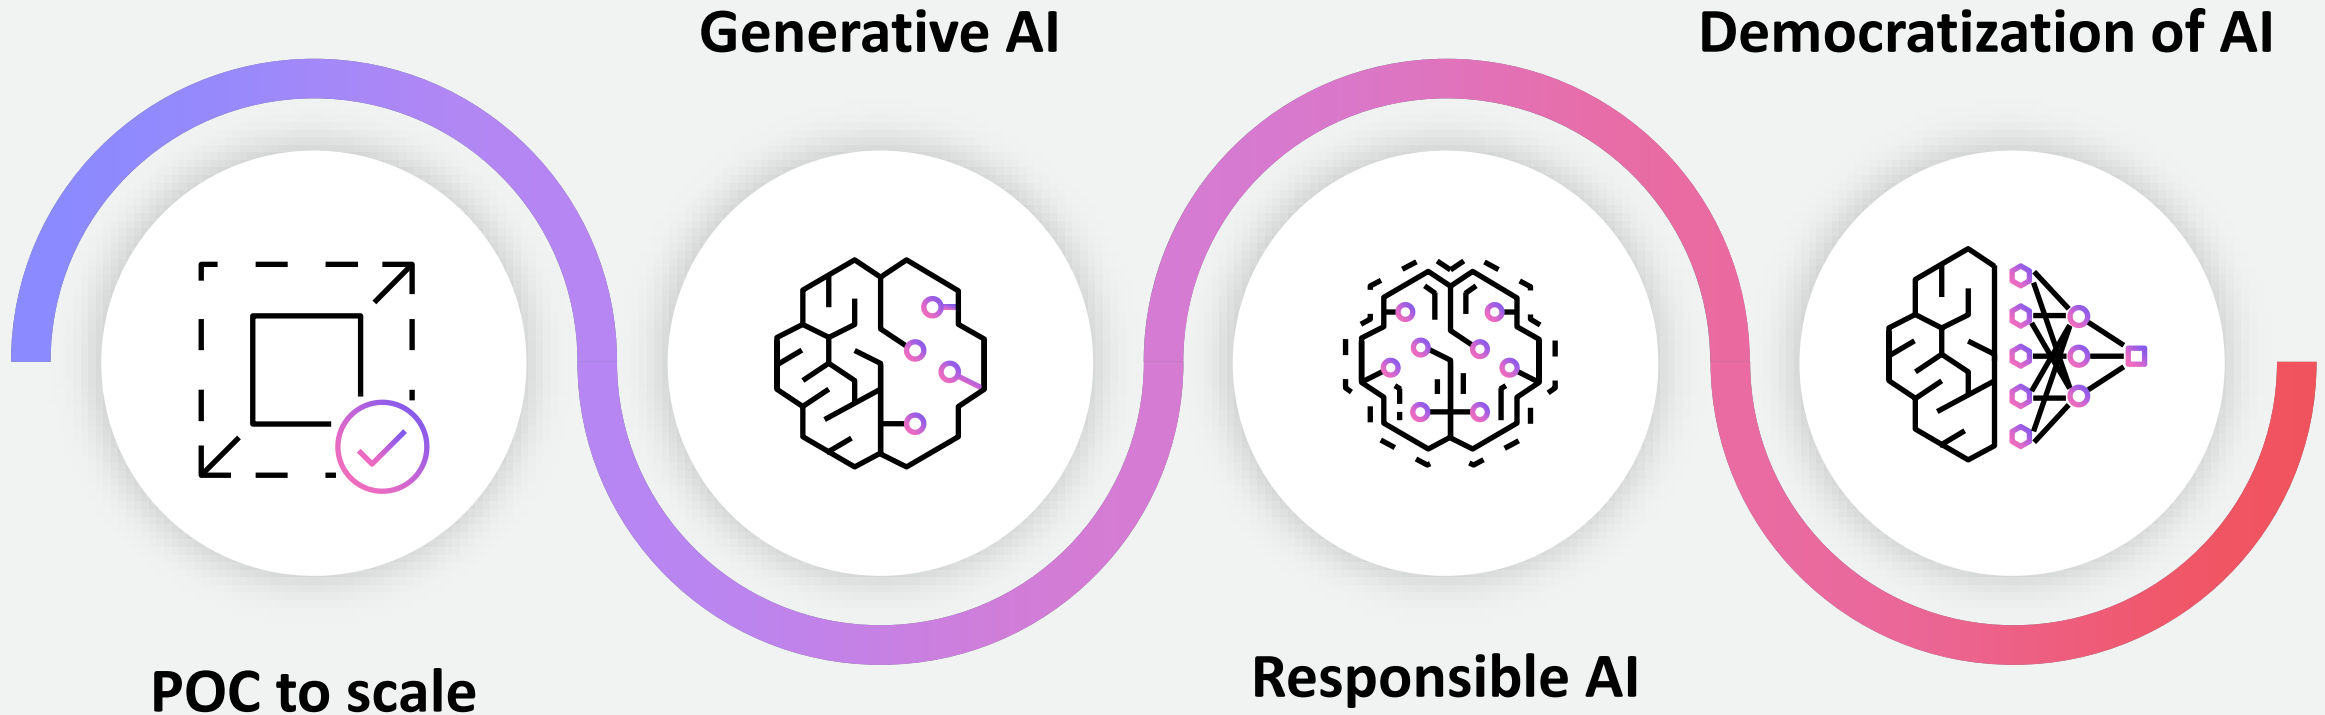 Generative AI
Democratization of AI
POC to scale
Responsible AI